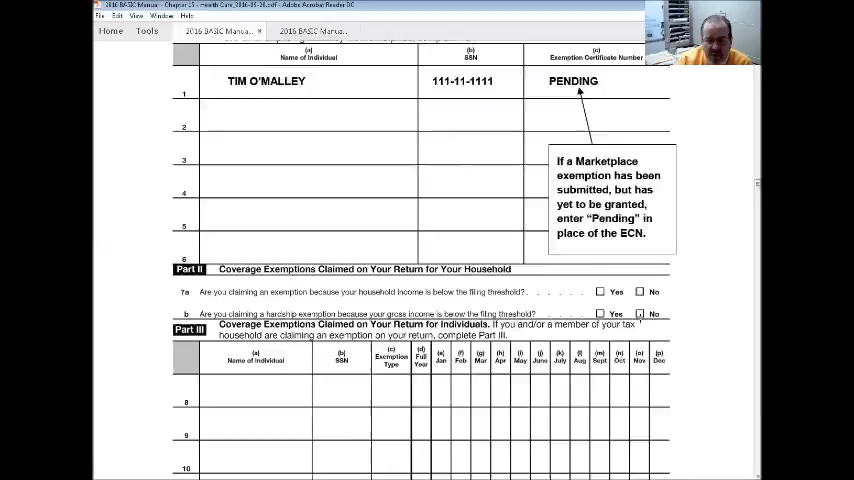 2016 BASIC Manual - Chapter 15 - Health Care_2016-09-20.pdf - Adobe Acrobat Reader DC
File Edit View Window Help
Home Tools 2016 BASIC Manua... × 2016 BASIC Manua...
(a) (b) (c)
Name of Individual SSN Exemption Certificate Number
TIM O'MALLEY 111-11-1111 PENDING
1
2
3
4
5
6
If a Marketplace
exemption has been
submitted, but has
yet to be granted,
enter “Pending” in
place of the ECN.
Part II Coverage Exemptions Claimed on Your Return for Your Household
7a Are you claiming an exemption because your household income is below the filing threshold? . . . . . . Yes No
b Are you claiming a hardship exemption because your gross income is below the filing threshold? . . . . . Yes No
Part III Coverage Exemptions Claimed on Your Return for Individuals. If you and/or a member of your tax
household are claiming an exemption on your return, complete Part III.
(a) (b) (c) (d) (e) (f) (g) (h) (i) (j) (k) (l) (m) (n) (o) (p)
Name of Individual SSN Exemption Type Full Year Jan Feb Mar Apr May June July Aug Sept Oct Nov Dec
8
9
10